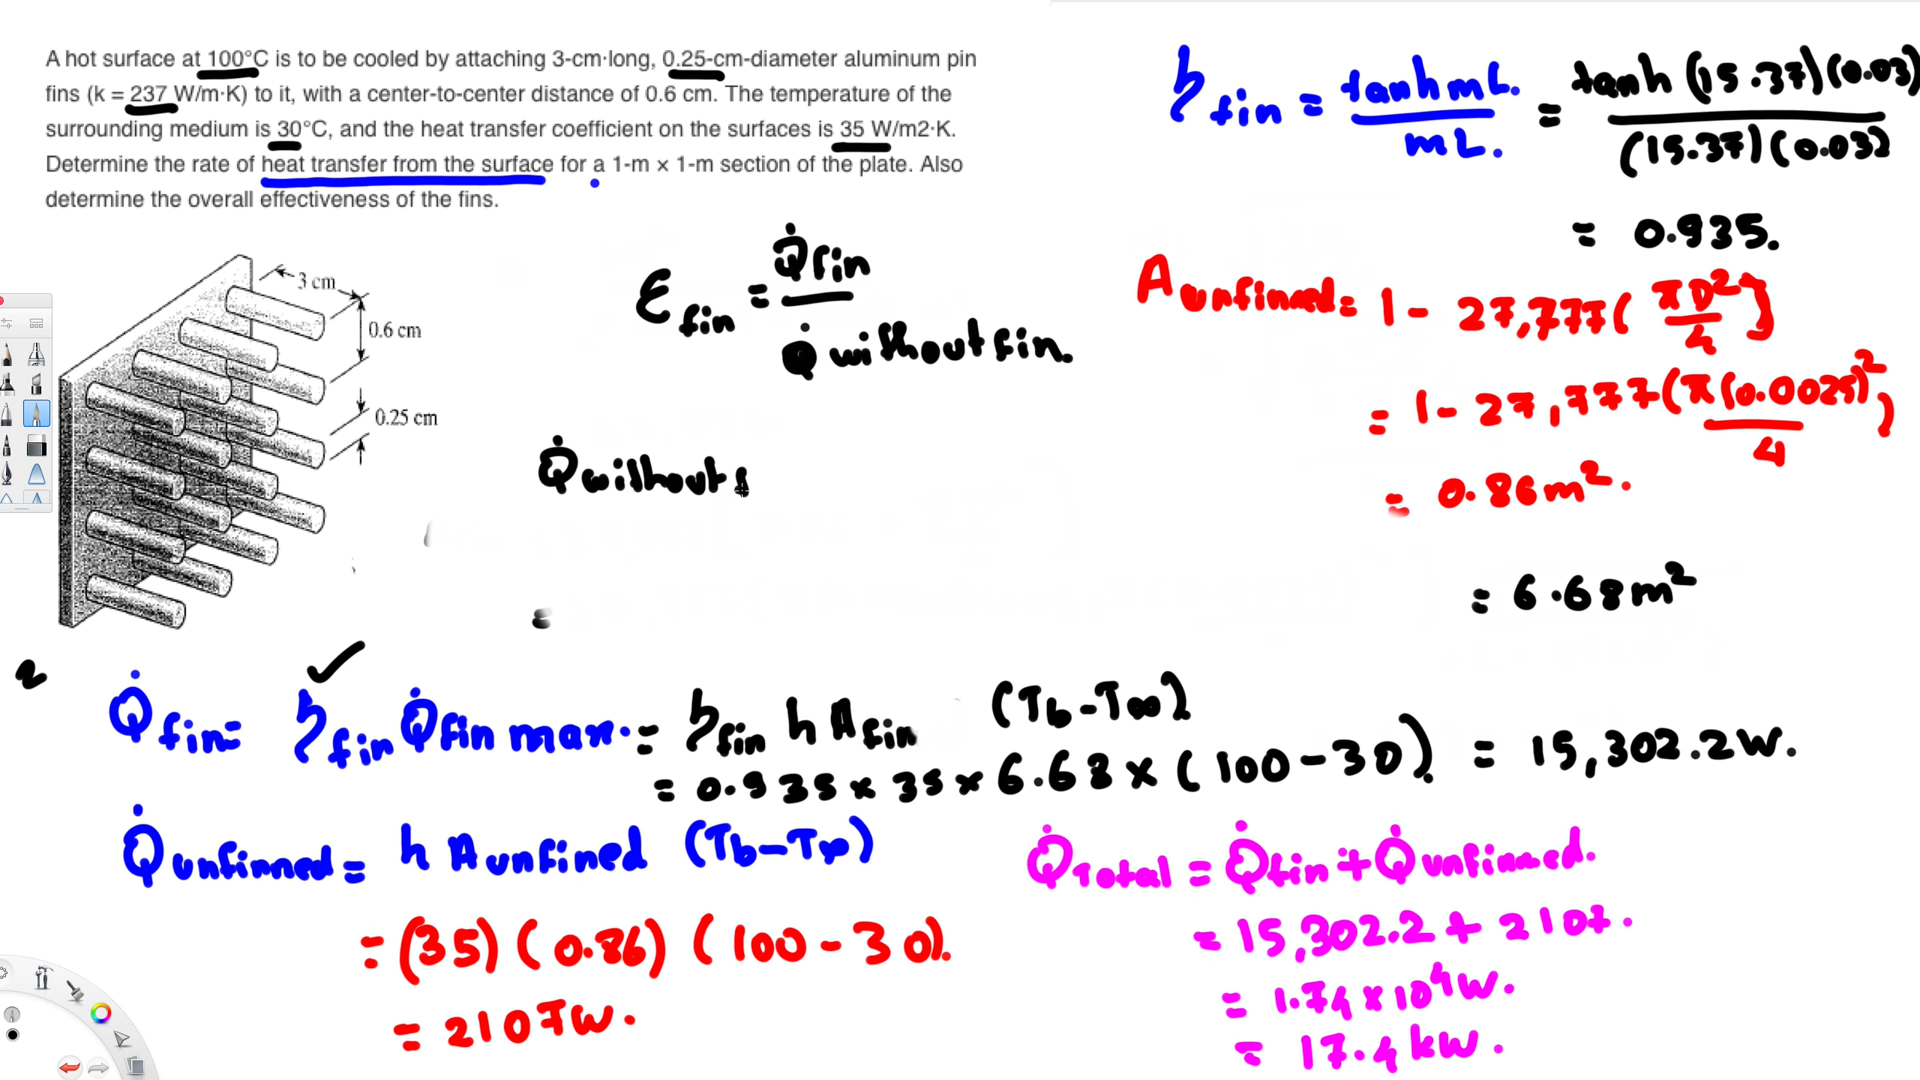 A hot surface at 100°C is to be cooled by attaching 3-cm-long, 0.25-cm-diameter aluminum pin
fins (k = 237 W/m·K) to it, with a center-to-center distance of 0.6 cm. The temperature of the
surrounding medium is 30°C, and the heat transfer coefficient on the surfaces is 35 W/m2·K.
Determine the rate of heat transfer from the surface for a 1-m × 1-m section of the plate. Also
determine the overall effectiveness of the fins.
3 cm
0.6 cm
0.25 cm
ε fin = Q̇ fin / Q̇ without fin.
Q̇ without f
=
η fin = tanh mL. / mL. = tanh (15.37)(0.03) / (15.37)(0.03)
= 0.935.
A unfinned = 1 - 27,777 ( πD² / 4 )
= 1 - 27,777 ( π (0.0025)² / 4 )
= 0.86 m².
= 6.68 m²
2
Q̇ fin = η fin Q̇ fin max. = η fin h A fin (Tb - T∞)
= 0.935 × 35 × 6.68 × (100 - 30). = 15,302.2 W.
Q̇ unfinned = h A unfined (Tb - T∞)
= (35) (0.86) (100 - 30).
= 2107 W.
Q̇ Total = Q̇ fin + Q̇ unfinned.
= 15,302.2 + 2107.
= 1.74 × 10⁴ W.
= 17.4 kW.